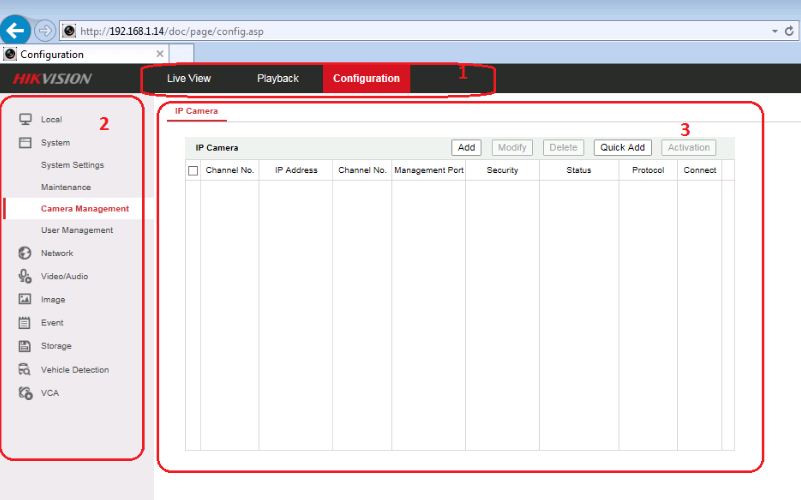 http://192.168.1.14/doc/page/config.asp
Configuration
HIKVISION Live View Playback Configuration 1
2
Local
System
System Settings
Maintenance
Camera Management
User Management
Network
Video/Audio
Image
Event
Storage
Vehicle Detection
VCA
IP Camera
3
IP Camera Add Modify Delete Quick Add Activation
Channel No. IP Address Channel No. Management Port Security Status Protocol Connect